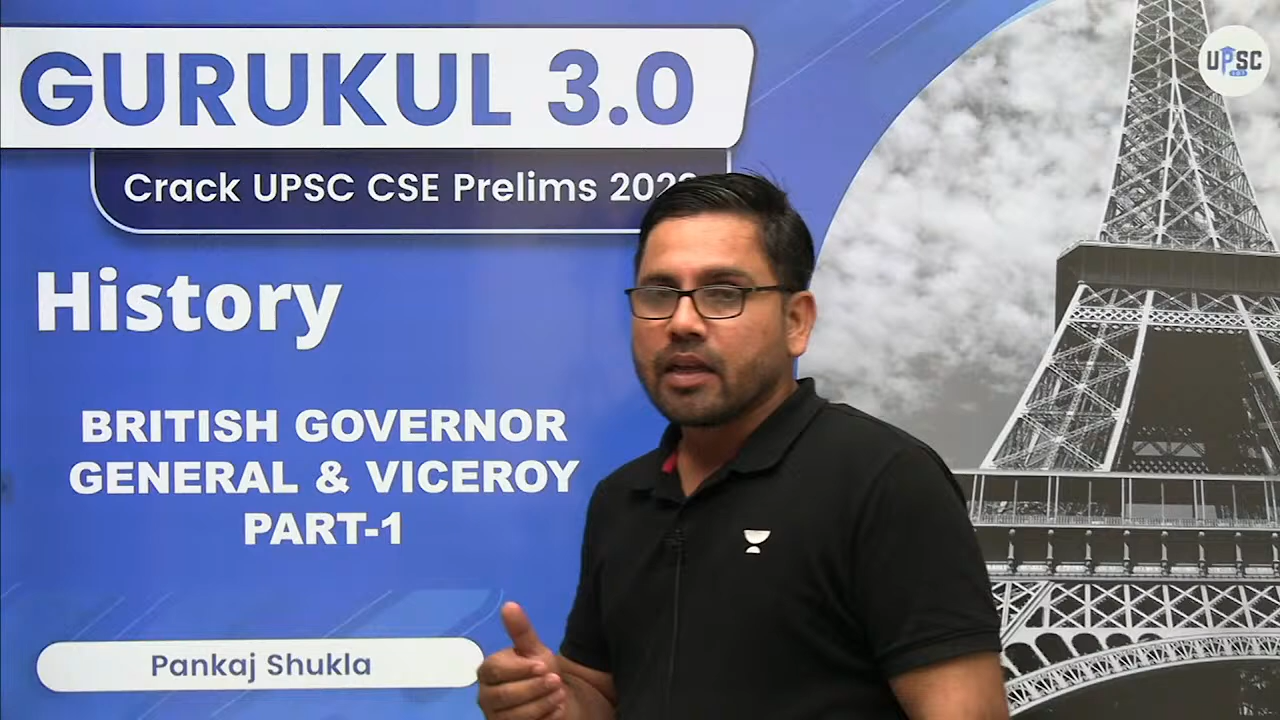 GURUKUL 3.0
UPSC
Crack UPSC CSE Prelims
History
BRITISH GOVERNOR
GENERAL & VICEROY
PART-1
Pankaj Shukla